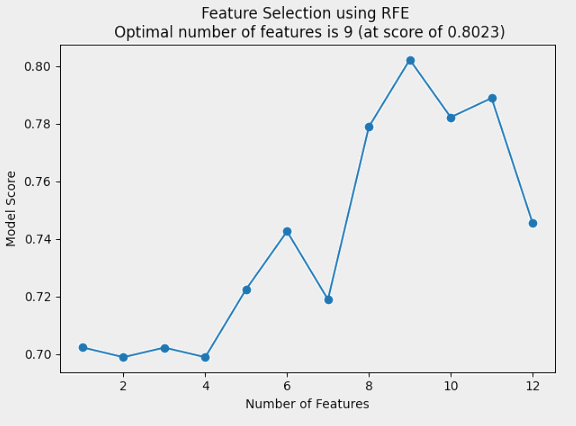 Feature Selection using RFE
Optimal number of features is 9 (at score of 0.8023)
0.80
0.78
0.76
0.74
0.72
0.70
Model Score
2 4 6 8 10 12
Number of Features